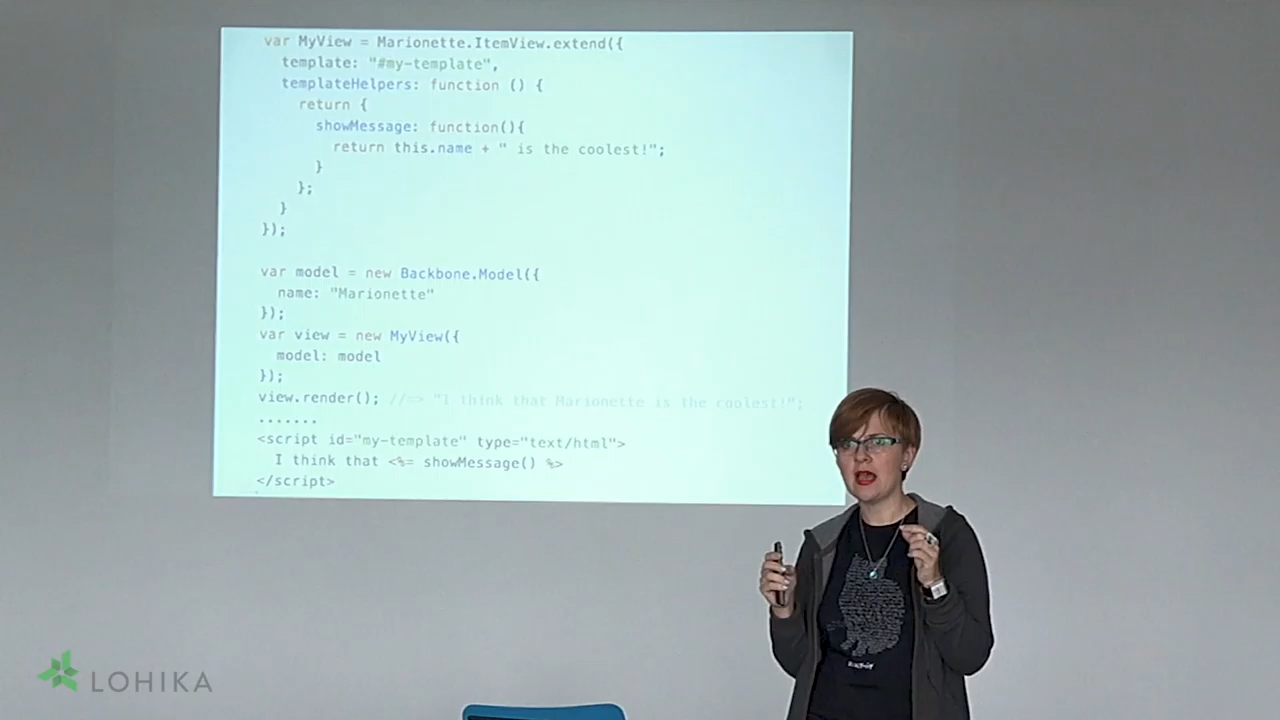 var MyView = Marionette.ItemView.extend({
template: "#my-template",
templateHelpers: function () {
return {
showMessage: function(){
return this.name + " is the coolest!";
}
};
}
});
var model = new Backbone.Model({
name: "Marionette"
});
var view = new MyView({
model: model
});
view.render(); //=> "I think that Marionette is the coolest!";
.......
<script id="my-template" type="text/html">
I think that <%= showMessage() %>
</script>
LOHIKA